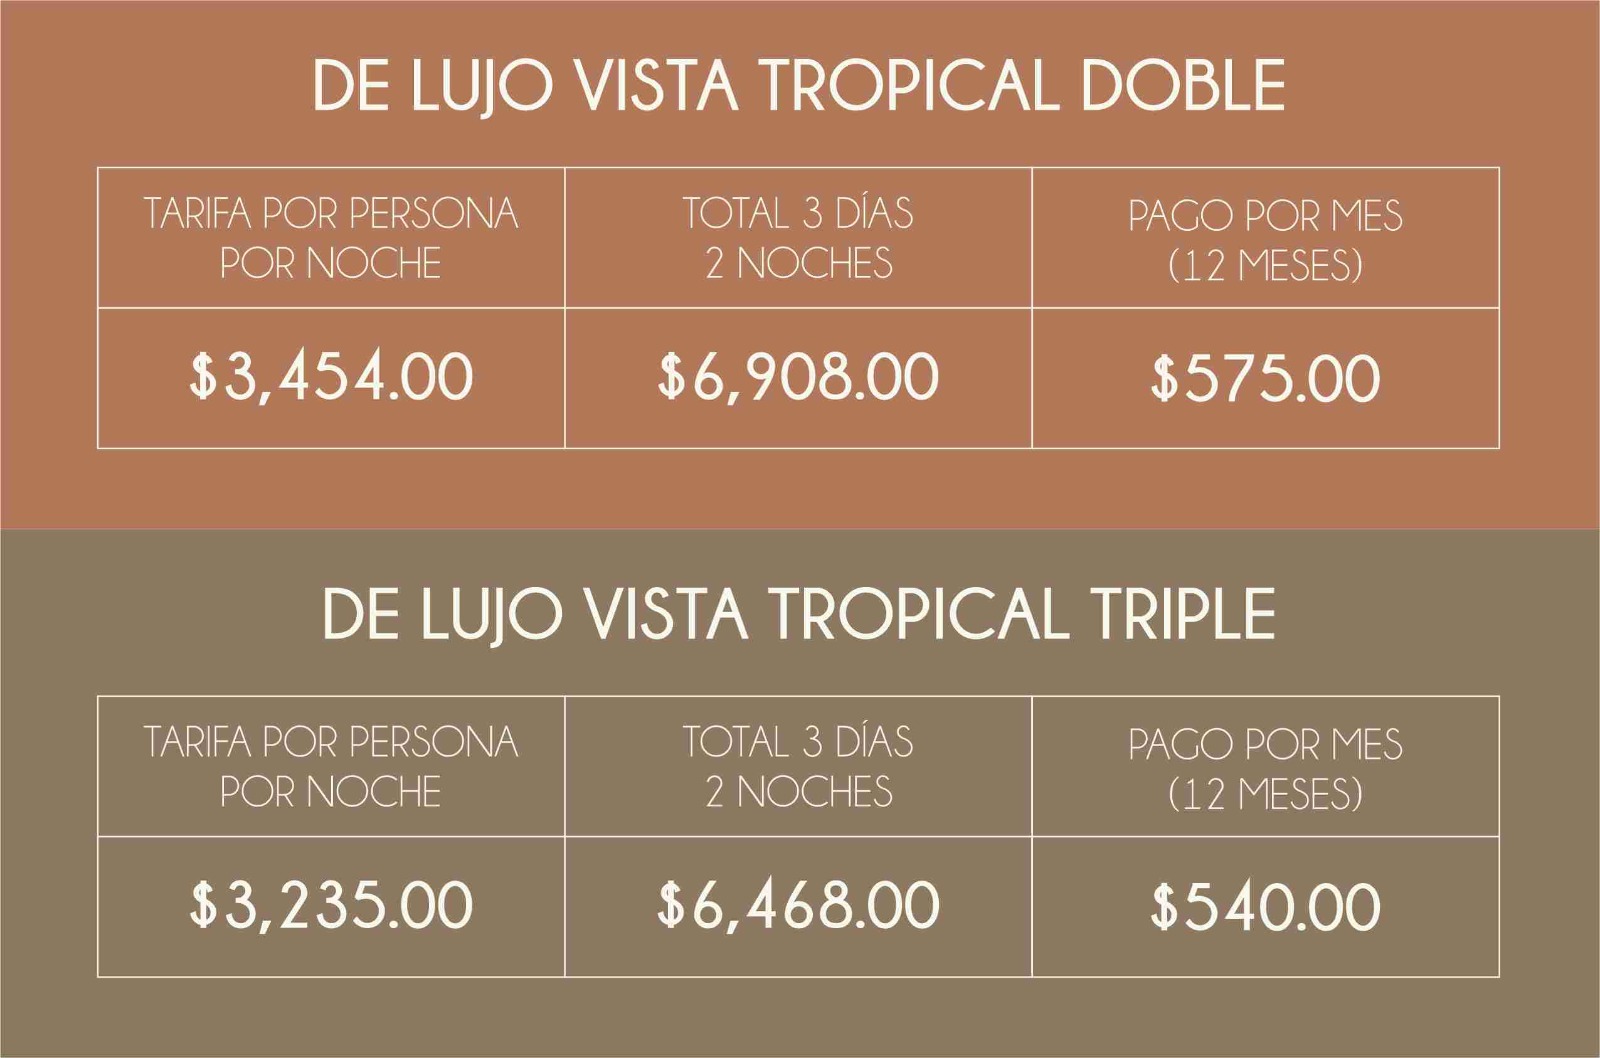 DE LUJO VISTA TROPICAL DOBLE
TARIFA POR PERSONA
POR NOCHE
TOTAL 3 DÍAS
2 NOCHES
PAGO POR MES
(12 MESES)
$3,454.00
$6,908.00
$575.00
DE LUJO VISTA TROPICAL TRIPLE
TARIFA POR PERSONA
POR NOCHE
TOTAL 3 DÍAS
2 NOCHES
PAGO POR MES
(12 MESES)
$3,235.00
$6,468.00
$540.00